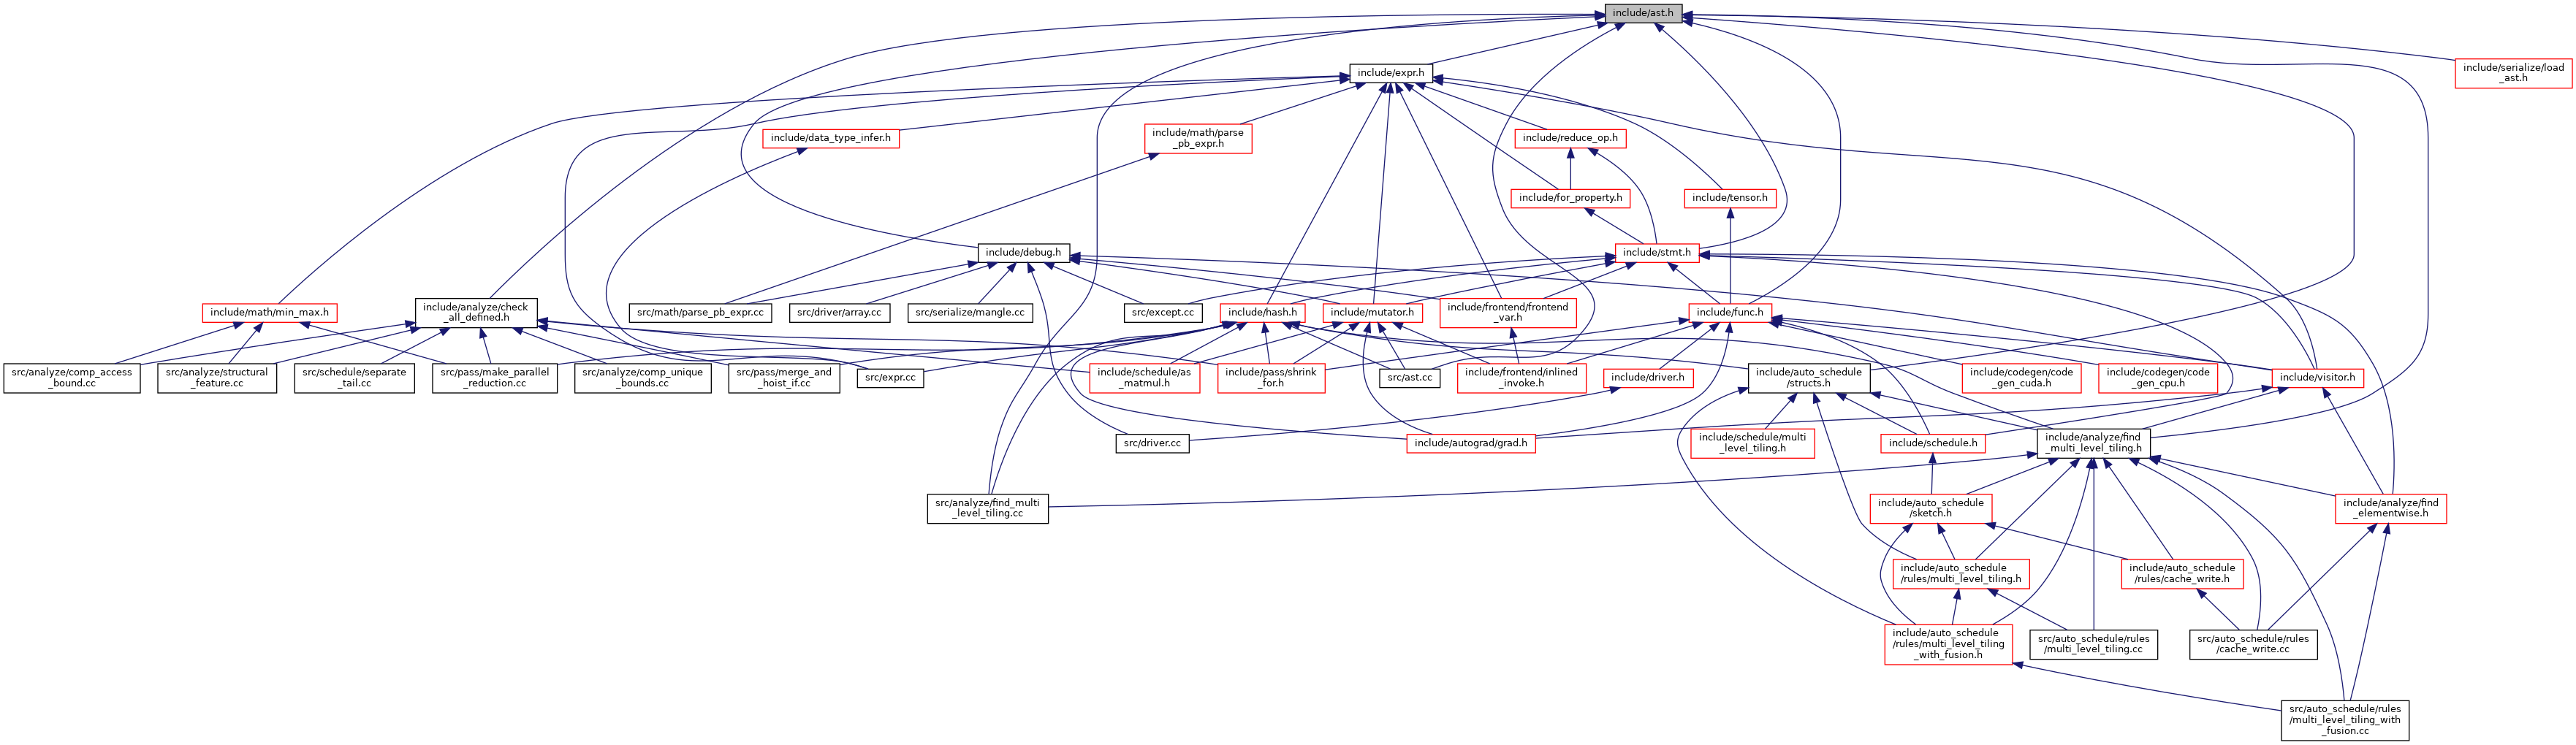 include/ast.h
include/expr.h
include/serialize/load
_ast.h
include/data_type_infer.h
include/math/parse
_pb_expr.h
include/reduce_op.h
include/for_property.h
include/tensor.h
include/debug.h
include/stmt.h
include/math/min_max.h
include/analyze/check
_all_defined.h
src/math/parse_pb_expr.cc
src/driver/array.cc
src/serialize/mangle.cc
src/except.cc
include/hash.h
include/mutator.h
include/frontend/frontend
_var.h
include/func.h
src/analyze/comp_access
_bound.cc
src/analyze/structural
_feature.cc
src/schedule/separate
_tail.cc
src/pass/make_parallel
_reduction.cc
src/analyze/comp_unique
_bounds.cc
src/pass/merge_and
_hoist_if.cc
src/expr.cc
include/schedule/as
_matmul.h
include/pass/shrink
_for.h
src/ast.cc
include/frontend/inlined
_invoke.h
include/driver.h
include/auto_schedule
/structs.h
include/codegen/code
_gen_cuda.h
include/codegen/code
_gen_cpu.h
include/visitor.h
src/driver.cc
include/autograd/grad.h
include/schedule/multi
_level_tiling.h
include/schedule.h
include/analyze/find
_multi_level_tiling.h
src/analyze/find_multi
_level_tiling.cc
include/auto_schedule
/sketch.h
include/analyze/find
_elementwise.h
include/auto_schedule
/rules/multi_level_tiling.h
include/auto_schedule
/rules/cache_write.h
include/auto_schedule
/rules/multi_level_tiling
_with_fusion.h
src/auto_schedule/rules
/multi_level_tiling.cc
src/auto_schedule/rules
/cache_write.cc
src/auto_schedule/rules
/multi_level_tiling_with
_fusion.cc